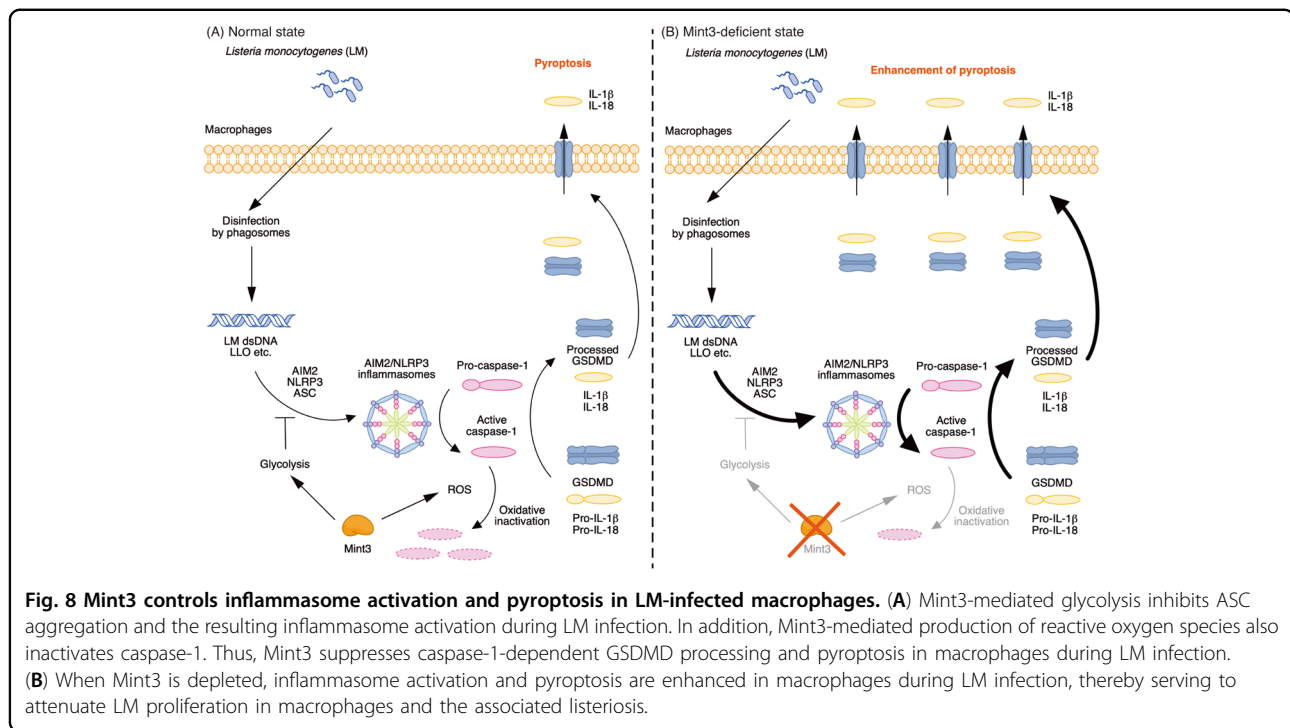 (A) Normal state
Listeria monocytogenes (LM)
Pyroptosis
IL-1β
IL-18
Macrophages
Disinfection
by phagosomes
LM dsDNA
LLO etc.
AIM2
NLRP3
ASC
AIM2/NLRP3
inflammasomes
Pro-caspase-1
Processed
GSDMD
IL-1β
IL-18
Active
caspase-1
Glycolysis
ROS
GSDMD
Oxidative
inactivation
Pro-IL-1β
Pro-IL-18
Mint3
(B) Mint3-deficient state
Listeria monocytogenes (LM)
Enhancement of pyroptosis
IL-1β
IL-18
Macrophages
Disinfection
by phagosomes
LM dsDNA
LLO etc.
AIM2
NLRP3
ASC
AIM2/NLRP3
inflammasomes
Pro-caspase-1
Processed
GSDMD
IL-1β
IL-18
Active
caspase-1
Glycolysis
ROS
GSDMD
Oxidative
inactivation
Pro-IL-1β
Pro-IL-18
Mint3
Fig. 8 Mint3 controls inflammasome activation and pyroptosis in LM-infected macrophages. (A) Mint3-mediated glycolysis inhibits ASC
aggregation and the resulting inflammasome activation during LM infection. In addition, Mint3-mediated production of reactive oxygen species also
inactivates caspase-1. Thus, Mint3 suppresses caspase-1-dependent GSDMD processing and pyroptosis in macrophages during LM infection.
(B) When Mint3 is depleted, inflammasome activation and pyroptosis are enhanced in macrophages during LM infection, thereby serving to
attenuate LM proliferation in macrophages and the associated listeriosis.